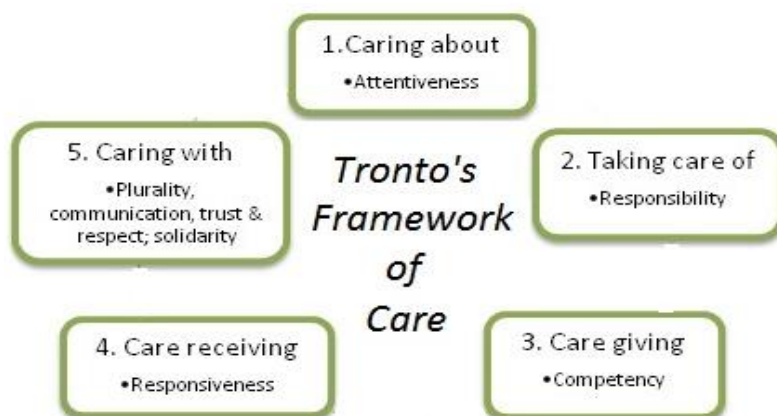 1.Caring about
•Attentiveness
2. Taking care of
•Responsibility
3. Care giving
•Competency
4. Care receiving
•Responsiveness
5. Caring with
•Plurality,
communication, trust &
respect; solidarity
Tronto's
Framework
of
Care